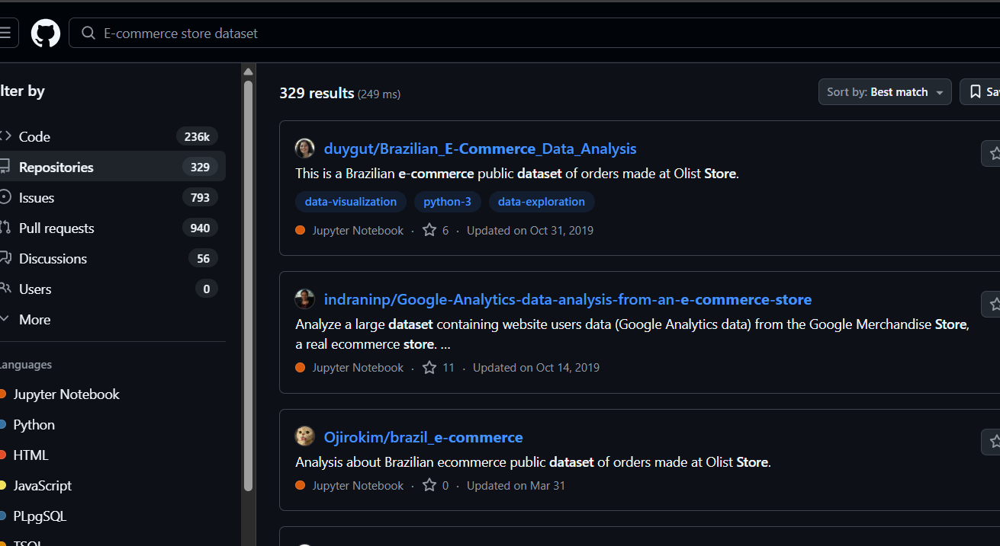 E-commerce store dataset
lter by
Code 236k
Repositories 329
Issues 793
Pull requests 940
Discussions 56
Users 0
More
Languages
Jupyter Notebook
Python
HTML
JavaScript
PLpgSQL
TSQL
329 results (249 ms)
Sort by: Best match
Sa
duygut/Brazilian_E-Commerce_Data_Analysis
This is a Brazilian e-commerce public dataset of orders made at Olist Store.
data-visualization python-3 data-exploration
Jupyter Notebook · 6 · Updated on Oct 31, 2019
indraninp/Google-Analytics-data-analysis-from-an-e-commerce-store
Analyze a large dataset containing website users data (Google Analytics data) from the Google Merchandise Store,
a real ecommerce store. ...
Jupyter Notebook · 11 · Updated on Oct 14, 2019
Ojirokim/brazil_e-commerce
Analysis about Brazilian ecommerce public dataset of orders made at Olist Store.
Jupyter Notebook · 0 · Updated on Mar 31